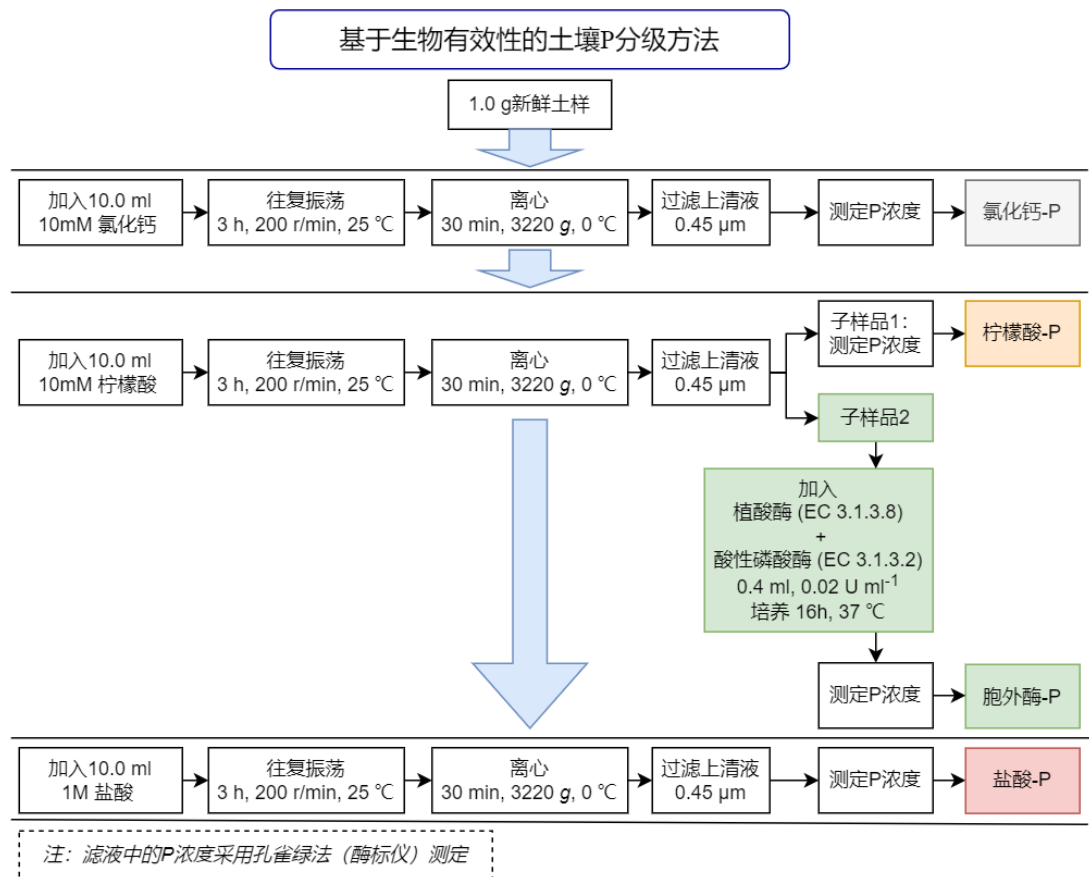 基于生物有效性的土壤P分级方法
1.0 g新鲜土样
加入10.0 ml
10mM 氯化钙
往复振荡
3 h, 200 r/min, 25 ℃
离心
30 min, 3220 g, 0 ℃
过滤上清液
0.45 μm
测定P浓度
氯化钙-P
加入10.0 ml
10mM 柠檬酸
往复振荡
3 h, 200 r/min, 25 ℃
离心
30 min, 3220 g, 0 ℃
过滤上清液
0.45 μm
子样品1：
测定P浓度
柠檬酸-P
子样品2
加入
植酸酶 (EC 3.1.3.8)
+
酸性磷酸酶 (EC 3.1.3.2)
0.4 ml, 0.02 U ml⁻¹
培养 16h, 37 ℃
测定P浓度
胞外酶-P
加入10.0 ml
1M 盐酸
往复振荡
3 h, 200 r/min, 25 ℃
离心
30 min, 3220 g, 0 ℃
过滤上清液
0.45 μm
测定P浓度
盐酸-P
注：滤液中的P浓度采用孔雀绿法（酶标仪）测定